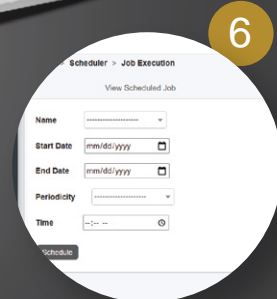 6
> Scheduler > Job Execution
View Scheduled Job
Name --------------------
Start Date mm/dd/yyyy
End Date mm/dd/yyyy
Periodicity --------------------
Time --:-- --
Schedule